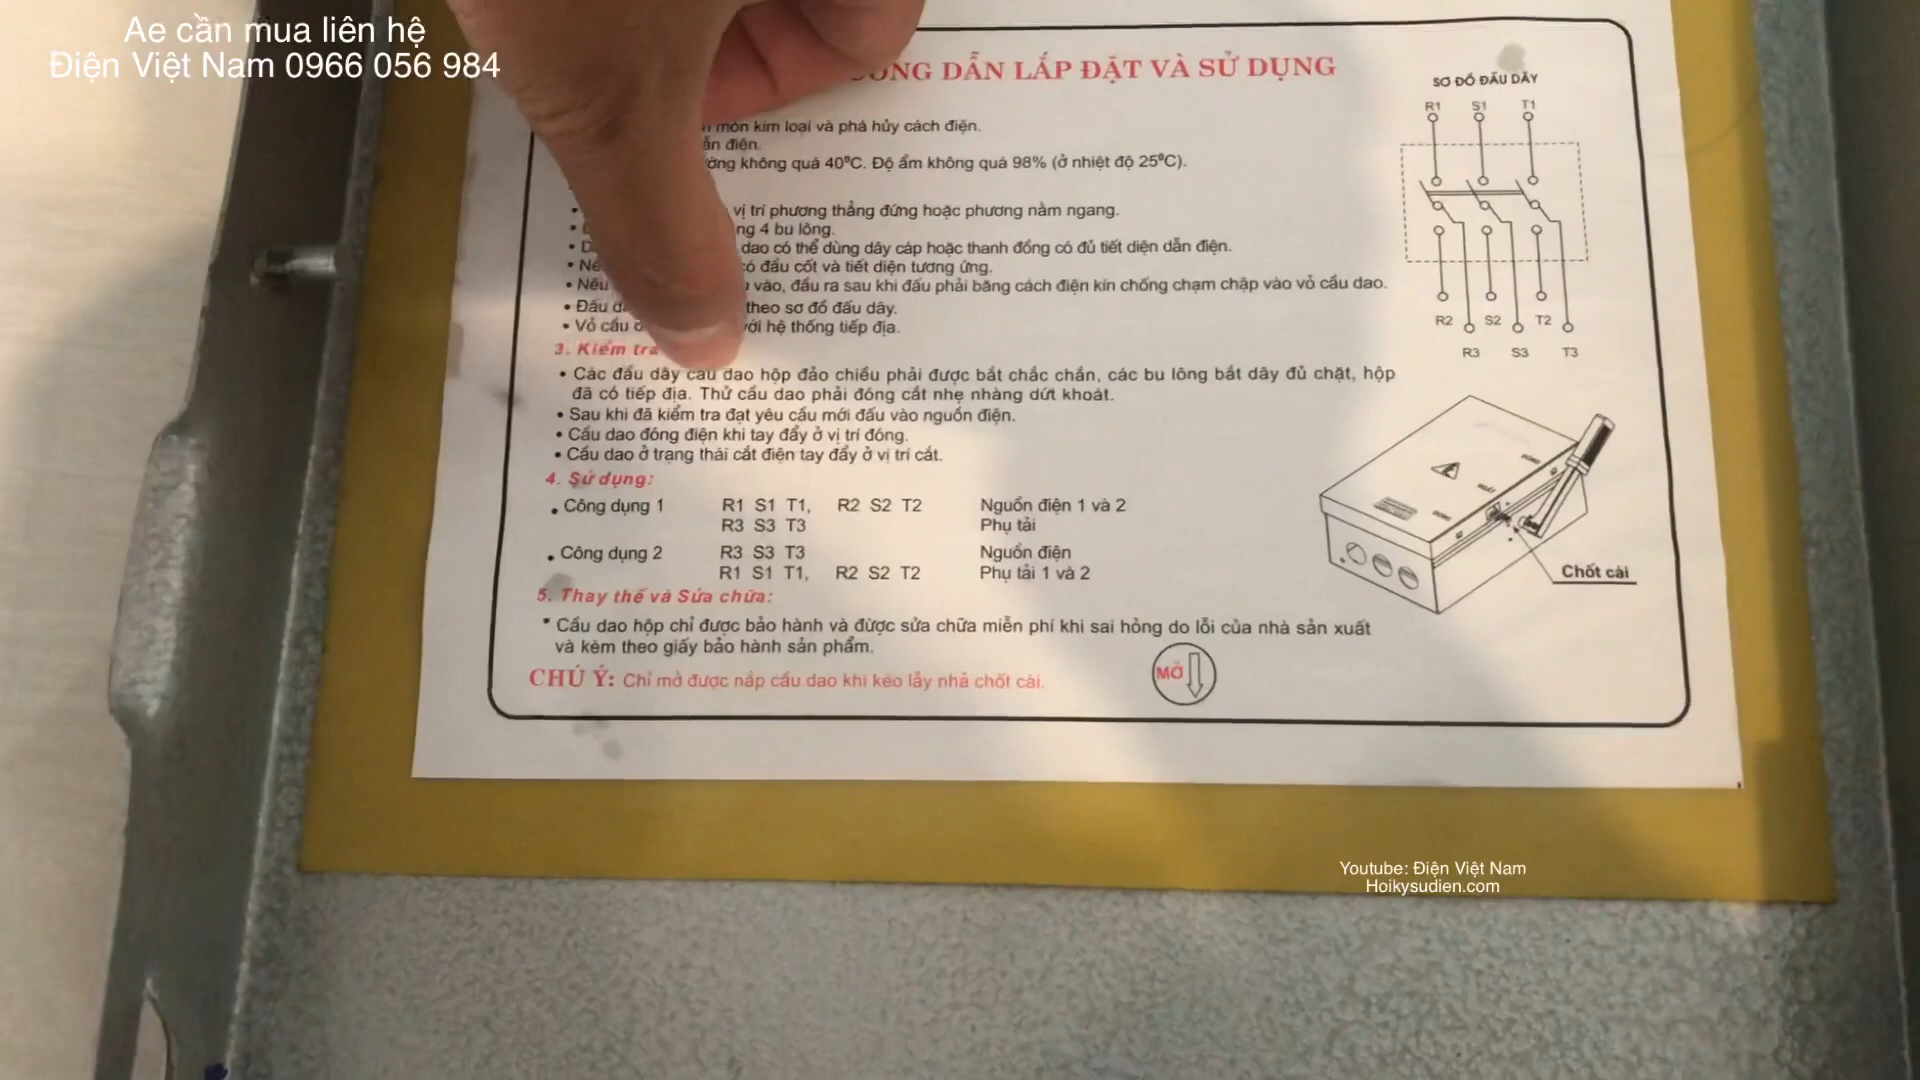 Ae cần mua liên hệ
Điện Việt Nam 0966 056 984
DẪN LẮP ĐẶT VÀ SỬ DỤNG
mòn kim loại và phá hủy cách điện.
điện.
không quá 40⁰C. Độ ẩm không quá 98% (ở nhiệt độ 25⁰C).
vị trí phương thẳng đứng hoặc phương nằm ngang.
4 bu lông.
dao có thể dùng dây cáp hoặc thanh đồng có đủ tiết diện dẫn điện.
có đầu cốt và tiết diện tương ứng.
• Nếu vào, đầu ra sau khi đấu phải băng cách điện kín chống chạm chập vào vỏ cầu dao.
• Đấu theo sơ đồ đấu dây.
• Vỏ cầu với hệ thống tiếp địa.
3. Kiểm tra
• Các đầu dây cầu dao hộp đảo chiều phải được bắt chắc chắn, các bu lông bắt dây đủ chặt, hộp
đã có tiếp địa. Thử cầu dao phải đóng cắt nhẹ nhàng dứt khoát.
• Sau khi đã kiểm tra đạt yêu cầu mới đấu vào nguồn điện.
• Cầu dao đóng điện khi tay đẩy ở vị trí đóng.
• Cầu dao ở trạng thái cắt điện tay đẩy ở vị trí cắt.
4. Sử dụng:
• Công dụng 1 R1 S1 T1, R2 S2 T2 Nguồn điện 1 và 2
R3 S3 T3 Phụ tải
• Công dụng 2 R3 S3 T3 Nguồn điện
R1 S1 T1, R2 S2 T2 Phụ tải 1 và 2
5. Thay thế và Sửa chữa:
• Cầu dao hộp chỉ được bảo hành và được sửa chữa miễn phí khi sai hỏng do lỗi của nhà sản xuất
và kèm theo giấy bảo hành sản phẩm.
CHÚ Ý: Chỉ mở được nắp cầu dao khi kéo lẫy nhả chốt cài.
MỞ
SƠ ĐỒ ĐẤU DÂY
R1 S1 T1
R2 S2 T2
R3 S3 T3
Chốt cài
Youtube: Điện Việt Nam
Hoikysudien.com